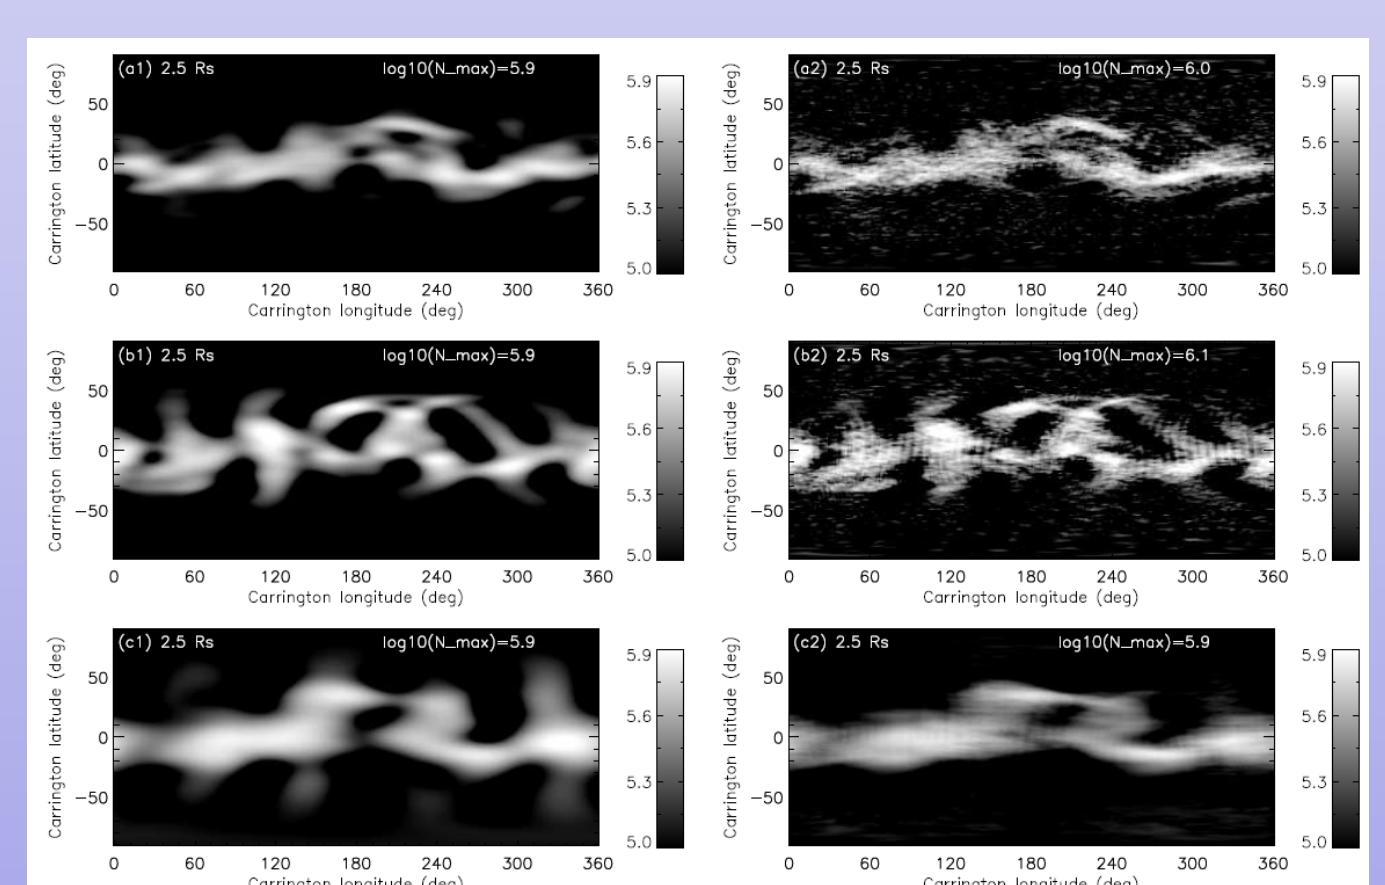 (a1) 2.5 Rs log10(N_max)=5.9
Carrington latitude (deg)
50
0
−50
0 60 120 180 240 300 360
Carrington longitude (deg)
5.9
5.6
5.3
5.0
(a2) 2.5 Rs log10(N_max)=6.0
Carrington latitude (deg)
50
0
−50
0 60 120 180 240 300 360
Carrington longitude (deg)
5.9
5.6
5.3
5.0
(b1) 2.5 Rs log10(N_max)=5.9
Carrington latitude (deg)
50
0
−50
0 60 120 180 240 300 360
Carrington longitude (deg)
5.9
5.6
5.3
5.0
(b2) 2.5 Rs log10(N_max)=6.1
Carrington latitude (deg)
50
0
−50
0 60 120 180 240 300 360
Carrington longitude (deg)
5.9
5.6
5.3
5.0
(c1) 2.5 Rs log10(N_max)=5.9
Carrington latitude (deg)
50
0
−50
0 60 120 180 240 300 360
Carrington longitude (deg)
5.9
5.6
5.3
5.0
(c2) 2.5 Rs log10(N_max)=5.9
Carrington latitude (deg)
50
0
−50
0 60 120 180 240 300 360
Carrington longitude (deg)
5.9
5.6
5.3
5.0